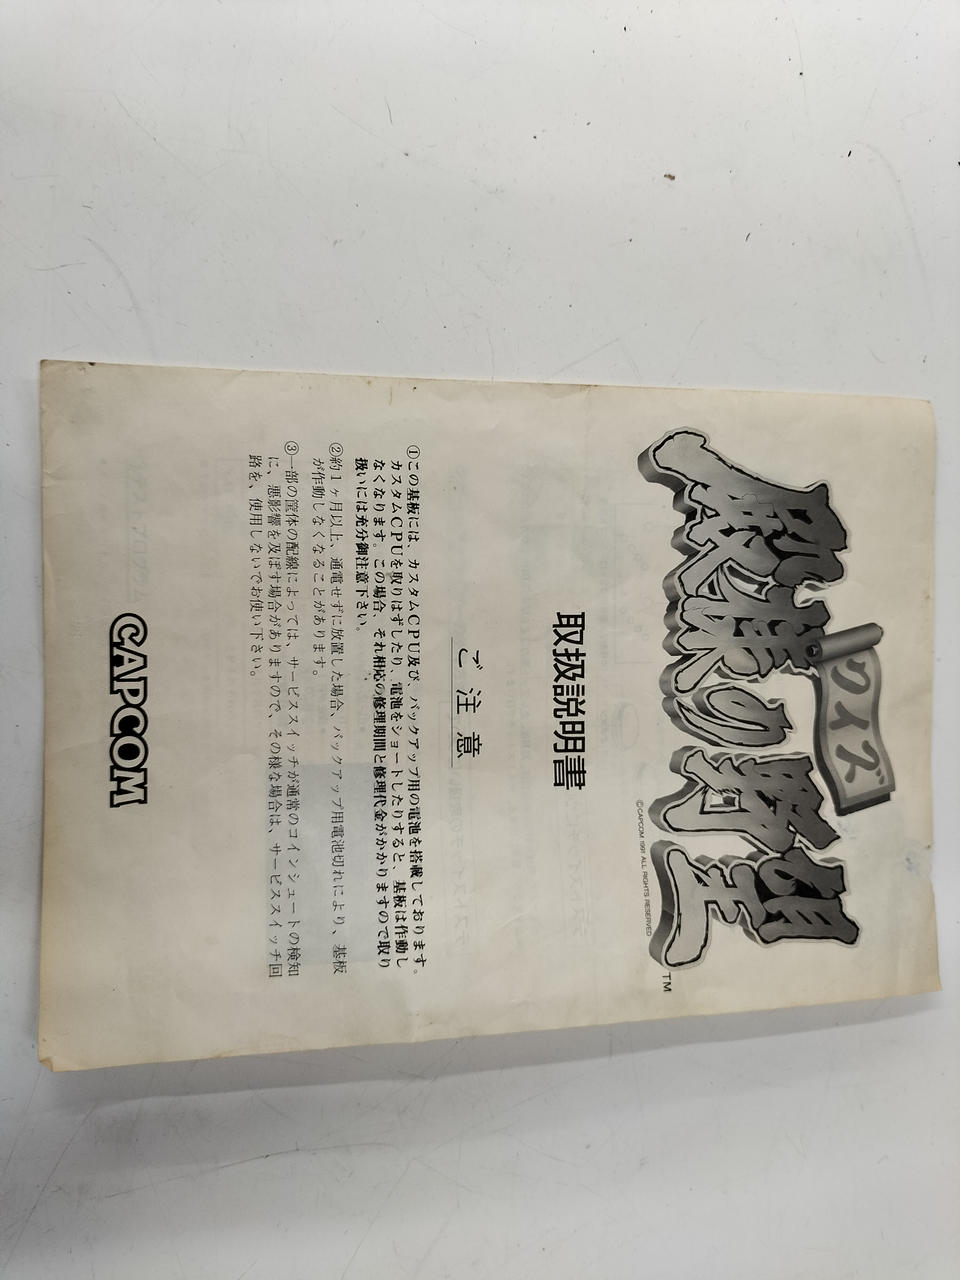 クイズ
殿様の野望
TM
©CAPCOM 1991 ALL RIGHTS RESERVED
取扱説明書
ご注意
①この基板には、カスタムCPU及び、バックアップ用の電池を搭載しております。
カスタムCPUを取りはずしたり、電池をショートしたりすると、基板は作動し
なくなります。この場合、それ相応の修理期間と修理代金がかかりますので取り
扱いには充分御注意下さい。
②約1ヶ月以上、通電せずに放置した場合、バックアップ用電池切れにより、基板
が作動しなくなることがあります。
③一部の筐体の配線によっては、サービススイッチが通常のコインシュートの検知
に、悪影響を及ぼす場合がありますので、その様な場合は、サービススイッチ回
路を、使用しないでお使い下さい。
CAPCOM